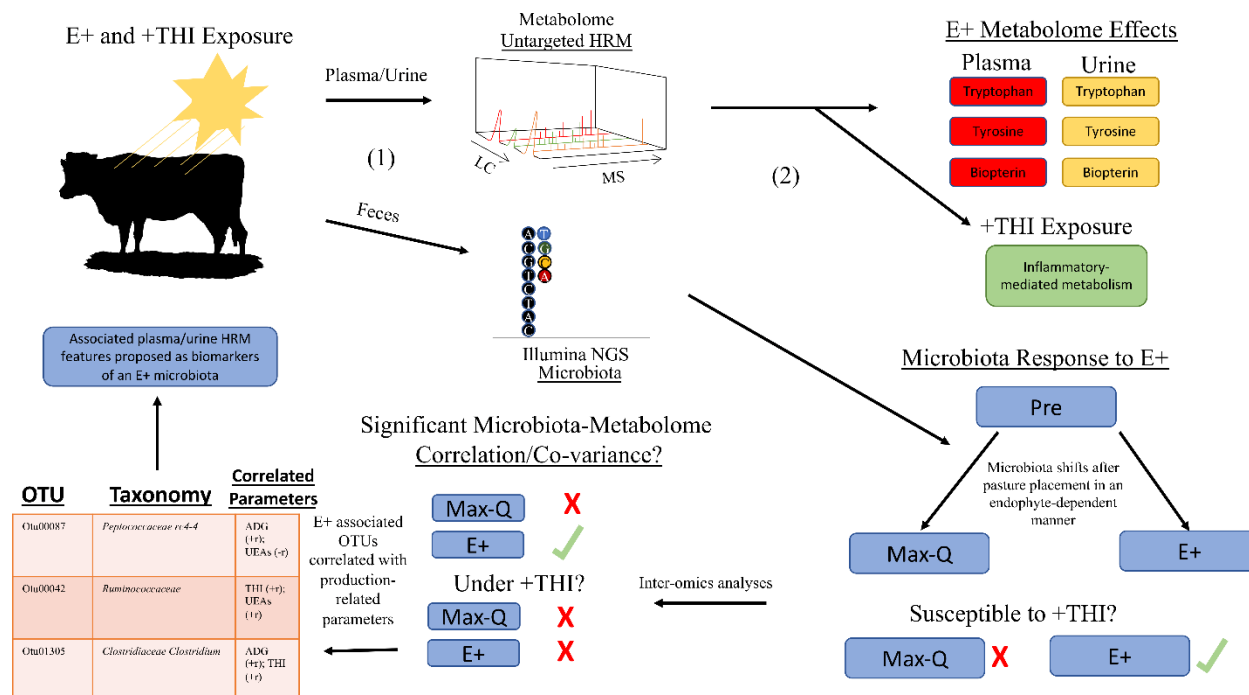 E+ and +THI Exposure
Plasma/Urine
(1)
Feces
Metabolome
Untargeted HRM
LC
MS
(2)
E+ Metabolome Effects
Plasma
Urine
Tryptophan
Tryptophan
Tyrosine
Tyrosine
Biopterin
Biopterin
+THI Exposure
Inflammatory-
mediated metabolism
A T
C G
G C
T A
C
T
A
C
Illumina NGS
Microbiota
Microbiota Response to E+
Pre
Microbiota shifts after
pasture placement in an
endophyte-dependent
manner
Max-Q
E+
Susceptible to +THI?
Max-Q X
E+
Inter-omics analyses
Significant Microbiota-Metabolome
Correlation/Co-variance?
Max-Q X
E+
Under +THI?
Max-Q X
E+ X
E+ associated
OTUs
correlated with
production-
related
parameters
Associated plasma/urine HRM
features proposed as biomarkers
of an E+ microbiota
OTU
Taxonomy
Correlated
Parameters
Otu00087
Peptococcaceae rc4-4
ADG
(+r);
UEAs (-r)
Otu00042
Ruminococcaceae
THI (+r);
UEAs
(+r)
Otu01305
Clostridiaceae Clostridium
ADG
(+r); THI
(+r)